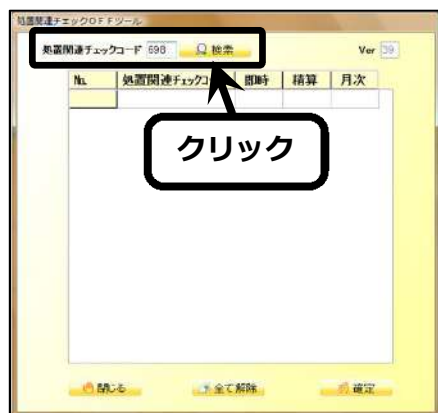 処置関連チェックOFFツール
処置関連チェックコード 698 検索 Ver 39
No. 処置関連チェックコ 即時 精算 月次
クリック
閉じる 全て解除 確定